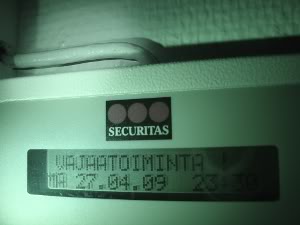 SECURITAS
VAJAATOIMINTA !
MA 27.04.09 23:30